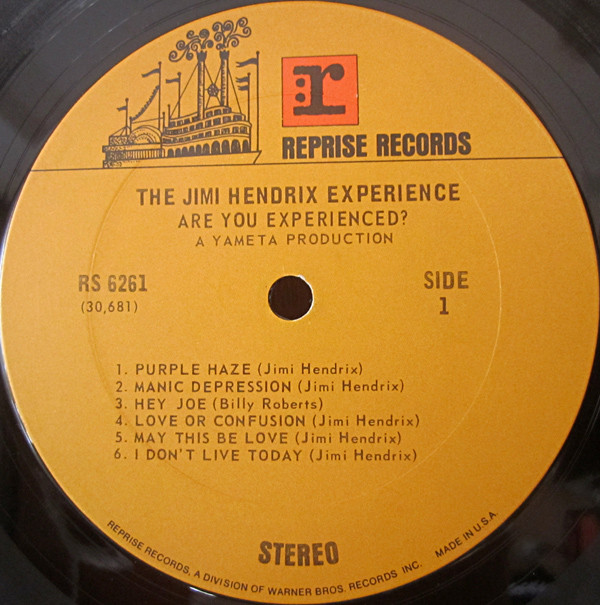 r
REPRISE RECORDS
THE JIMI HENDRIX EXPERIENCE
ARE YOU EXPERIENCED?
A YAMETA PRODUCTION
RS 6261
(30,681)
SIDE
1
1. PURPLE HAZE (Jimi Hendrix)
2. MANIC DEPRESSION (Jimi Hendrix)
3. HEY JOE (Billy Roberts)
4. LOVE OR CONFUSION (Jimi Hendrix)
5. MAY THIS BE LOVE (Jimi Hendrix)
6. I DON'T LIVE TODAY (Jimi Hendrix)
STEREO
REPRISE RECORDS, A DIVISION OF WARNER BROS. RECORDS INC. MADE IN U.S.A.